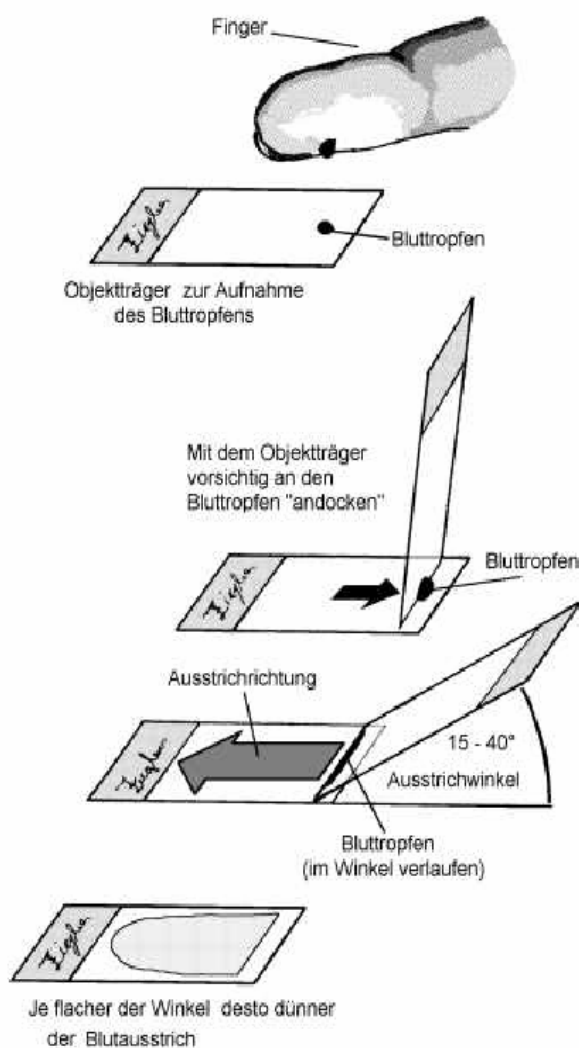 Finger
Bluttropfen
Objektträger zur Aufnahme
des Bluttropfens
Mit dem Objektträger
vorsichtig an den
Bluttropfen "andocken"
Bluttropfen
Ausstrichrichtung
15 - 40°
Ausstrichwinkel
Bluttropfen
(im Winkel verlaufen)
Je flacher der Winkel desto dünner
der Blutausstrich